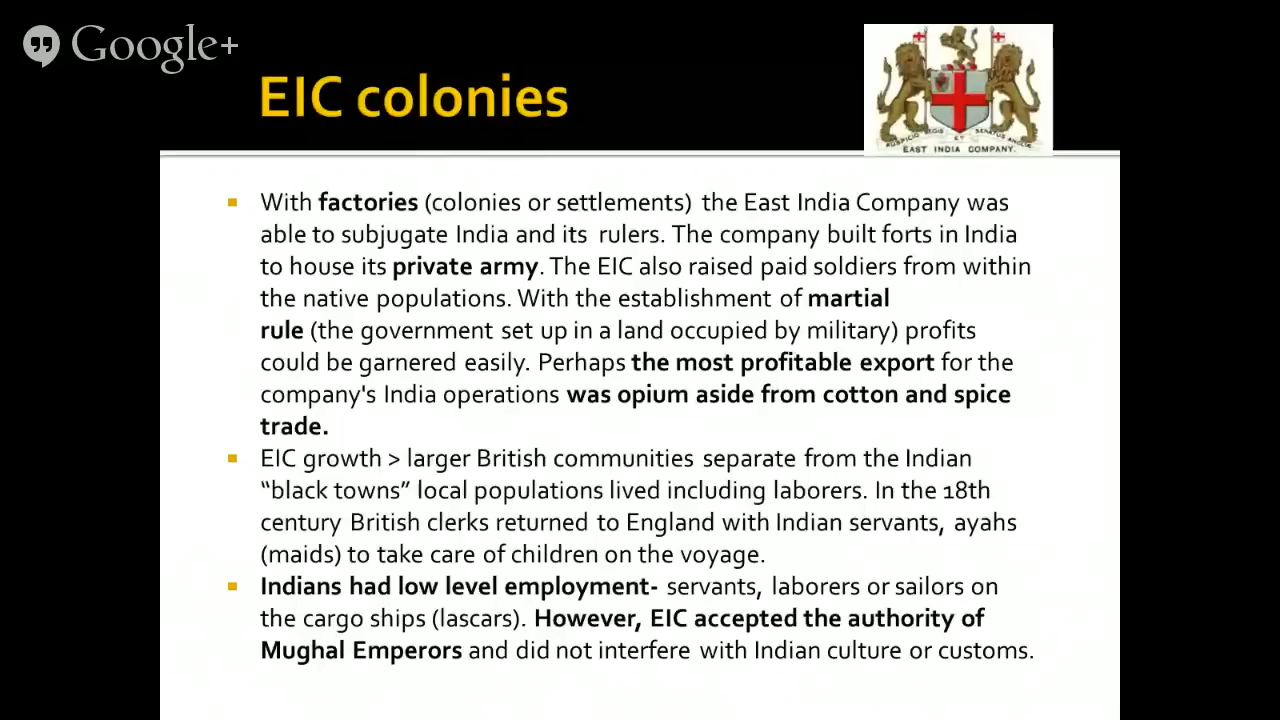 Google+
EIC colonies
AUSPICIO REGIS ET SENATUS ANGLIAE
EAST INDIA COMPANY.
▪ With factories (colonies or settlements) the East India Company was
able to subjugate India and its rulers. The company built forts in India
to house its private army. The EIC also raised paid soldiers from within
the native populations. With the establishment of martial
rule (the government set up in a land occupied by military) profits
could be garnered easily. Perhaps the most profitable export for the
company's India operations was opium aside from cotton and spice
trade.
▪ EIC growth > larger British communities separate from the Indian
“black towns” local populations lived including laborers. In the 18th
century British clerks returned to England with Indian servants, ayahs
(maids) to take care of children on the voyage.
▪ Indians had low level employment- servants, laborers or sailors on
the cargo ships (lascars). However, EIC accepted the authority of
Mughal Emperors and did not interfere with Indian culture or customs.